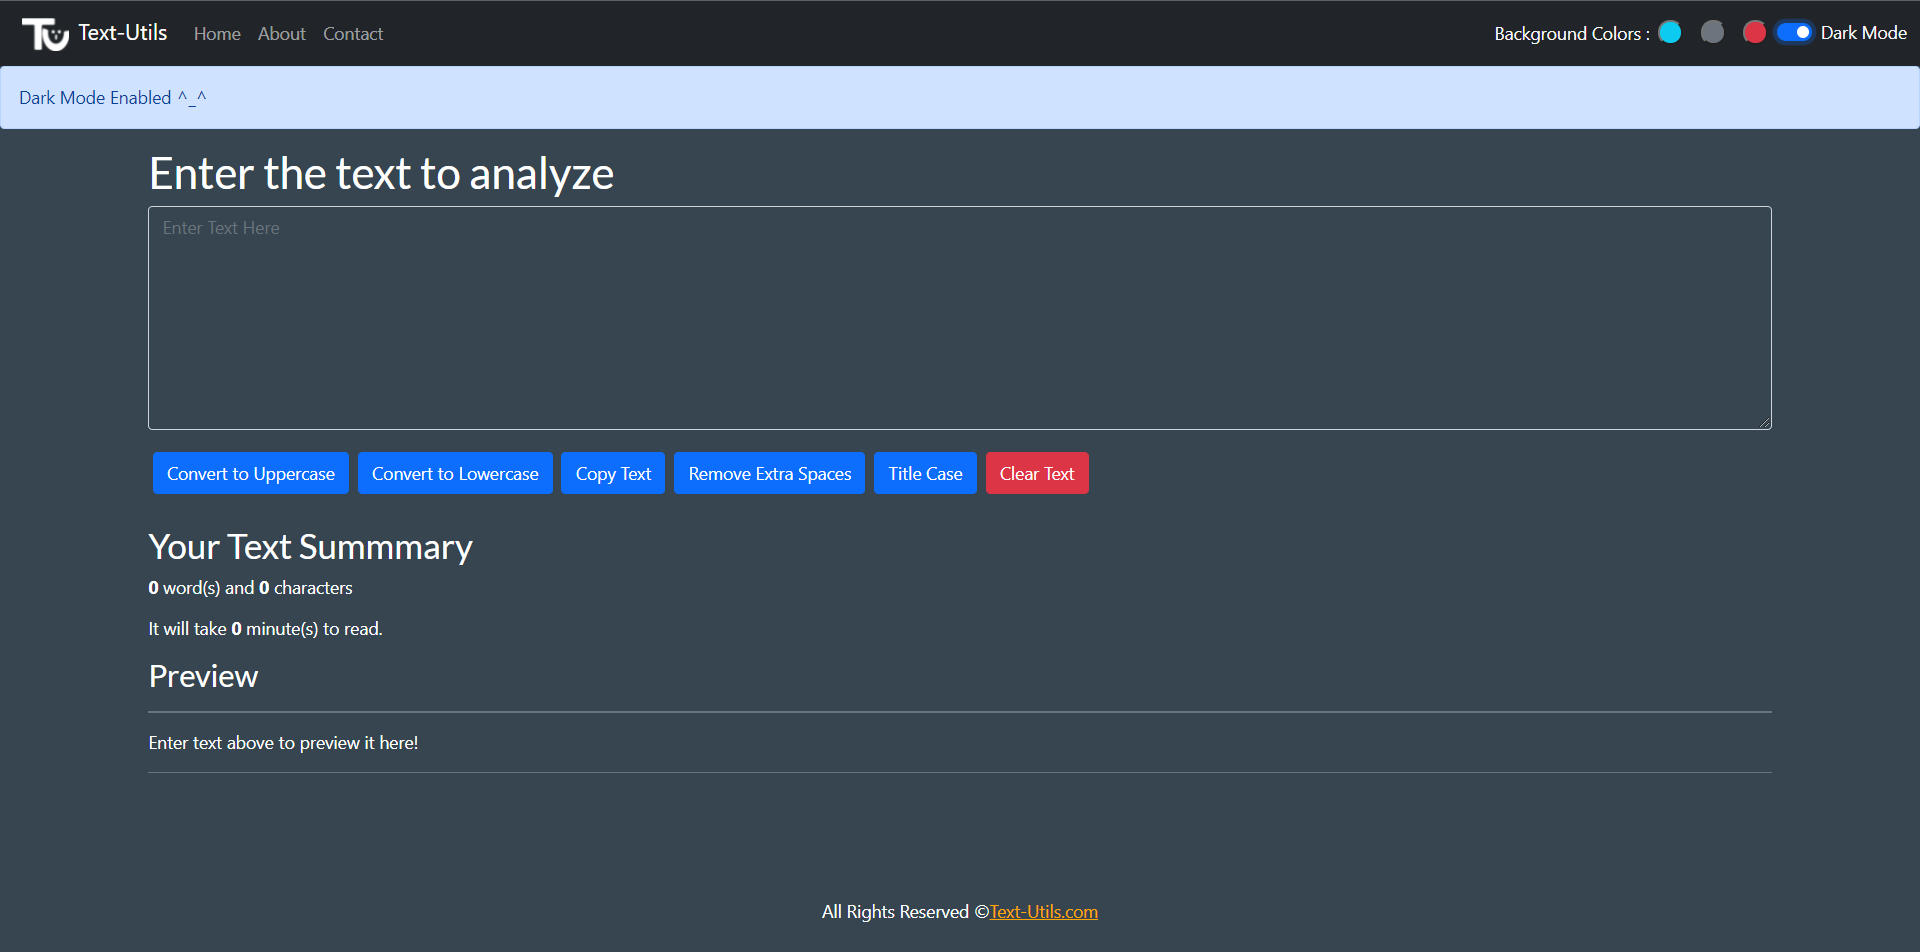 Tu Text-Utils Home About Contact Background Colors : Dark Mode
Dark Mode Enabled ^_^
Enter the text to analyze
Enter Text Here
Convert to Uppercase Convert to Lowercase Copy Text Remove Extra Spaces Title Case Clear Text
Your Text Summmary
0 word(s) and 0 characters
It will take 0 minute(s) to read.
Preview
Enter text above to preview it here!
All Rights Reserved ©Text-Utils.com